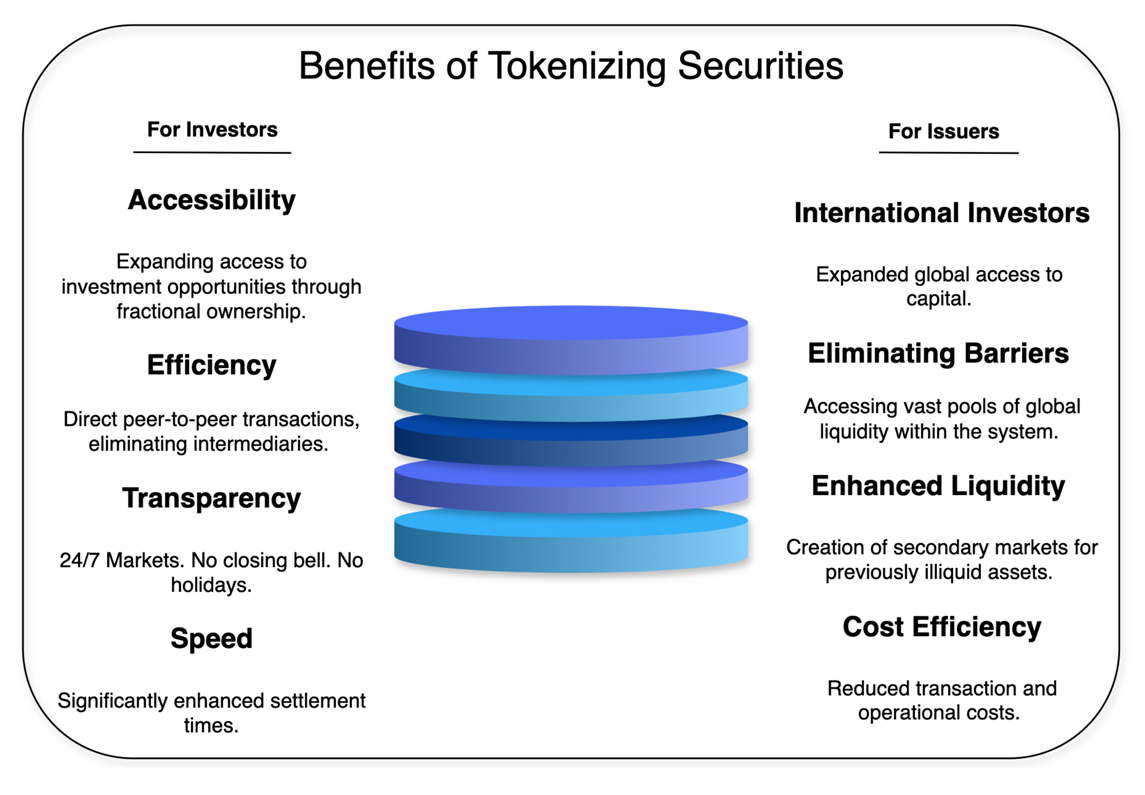 Benefits of Tokenizing Securities
For Investors
Accessibility
Expanding access to
investment opportunities through
fractional ownership.
Efficiency
Direct peer-to-peer transactions,
eliminating intermediaries.
Transparency
24/7 Markets. No closing bell. No
holidays.
Speed
Significantly enhanced settlement
times.
For Issuers
International Investors
Expanded global access to
capital.
Eliminating Barriers
Accessing vast pools of global
liquidity within the system.
Enhanced Liquidity
Creation of secondary markets for
previously illiquid assets.
Cost Efficiency
Reduced transaction and
operational costs.